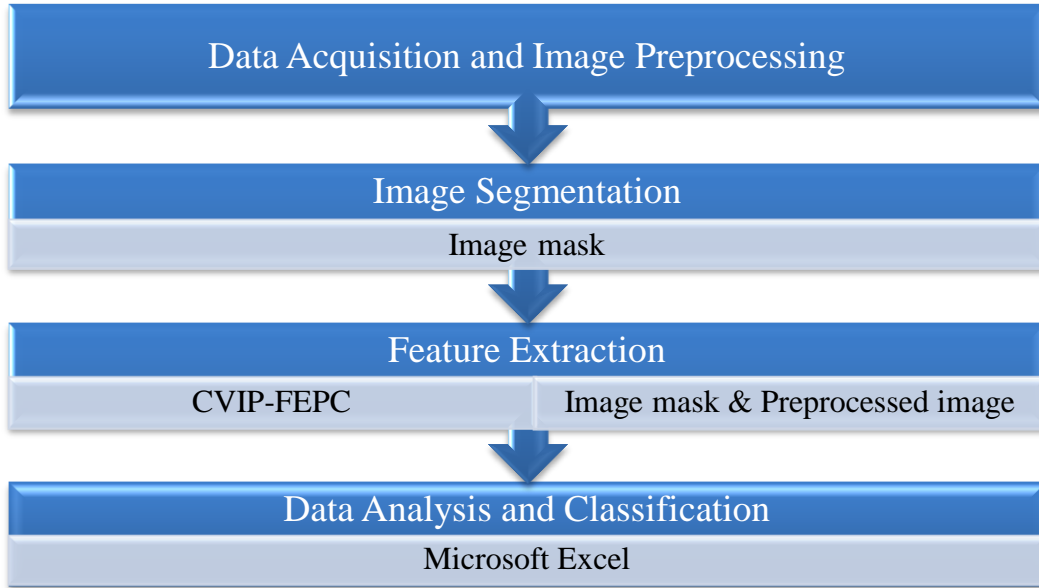 Data Acquisition and Image Preprocessing
Image Segmentation
Image mask
Feature Extraction
CVIP-FEPC
Image mask & Preprocessed image
Data Analysis and Classification
Microsoft Excel